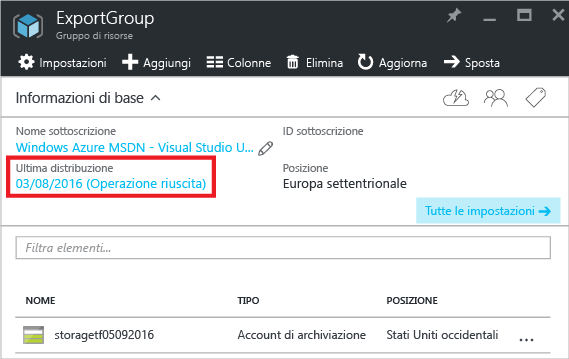 ExportGroup
Gruppo di risorse
Impostazioni Aggiungi Colonne Elimina Aggiorna Sposta
Informazioni di base
Nome sottoscrizione ID sottoscrizione
Windows Azure MSDN - Visual Studio U...
Ultima distribuzione Posizione
03/08/2016 (Operazione riuscita) Europa settentrionale
Tutte le impostazioni
Filtra elementi...
NOME TIPO POSIZIONE
storagetf05092016 Account di archiviazione Stati Uniti occidentali ...